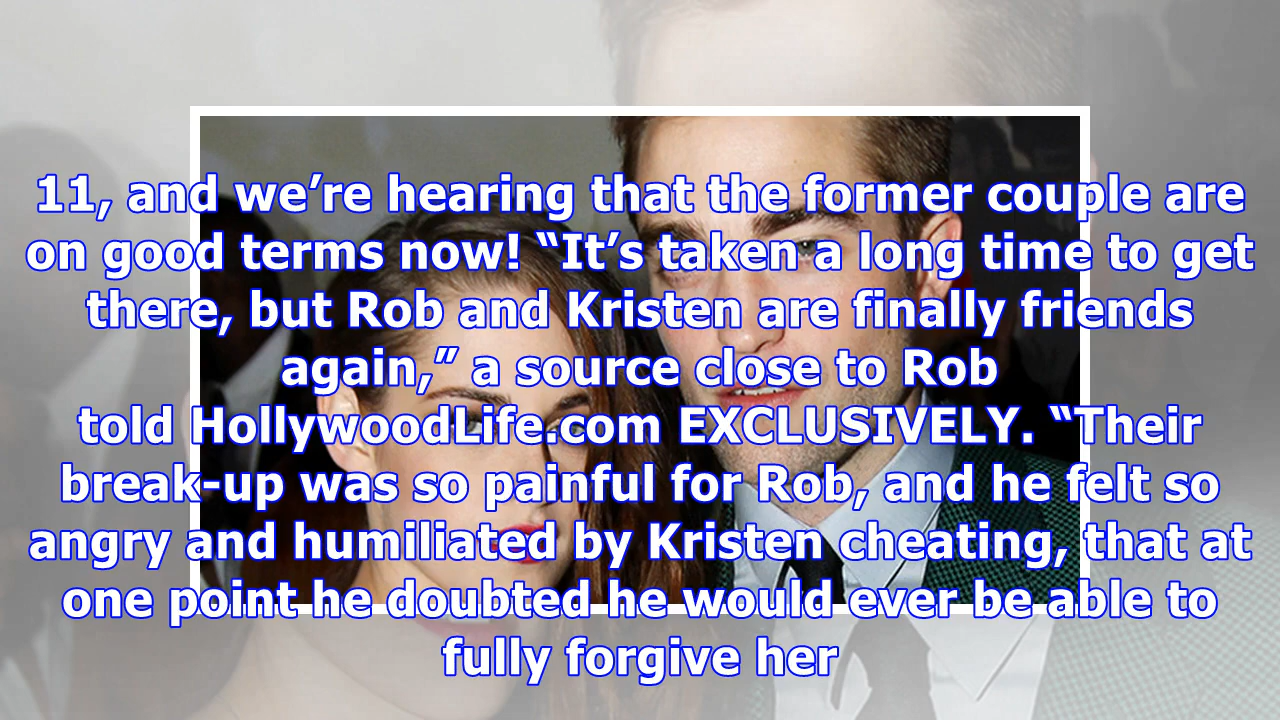 11, and we’re hearing that the former couple are
on good terms now! “It’s taken a long time to get
there, but Rob and Kristen are finally friends
again,” a source close to Rob
told HollywoodLife.com EXCLUSIVELY. “Their
break-up was so painful for Rob, and he felt so
angry and humiliated by Kristen cheating, that at
one point he doubted he would ever be able to
fully forgive her